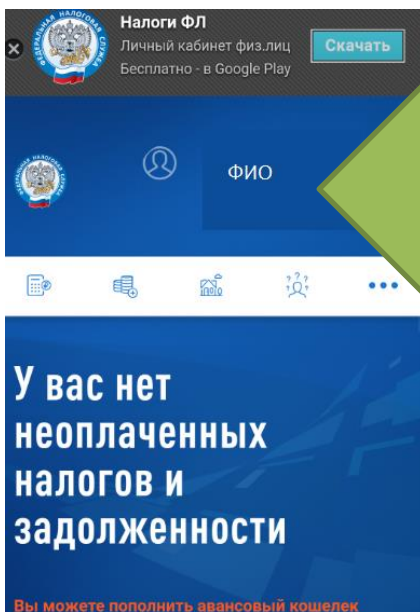 Налоги ФЛ
Личный кабинет физ.лиц
Бесплатно - в Google Play
Скачать
ФИО
У вас нет
неоплаченных
налогов и
задолженности
Вы можете пополнить авансовый кошелек